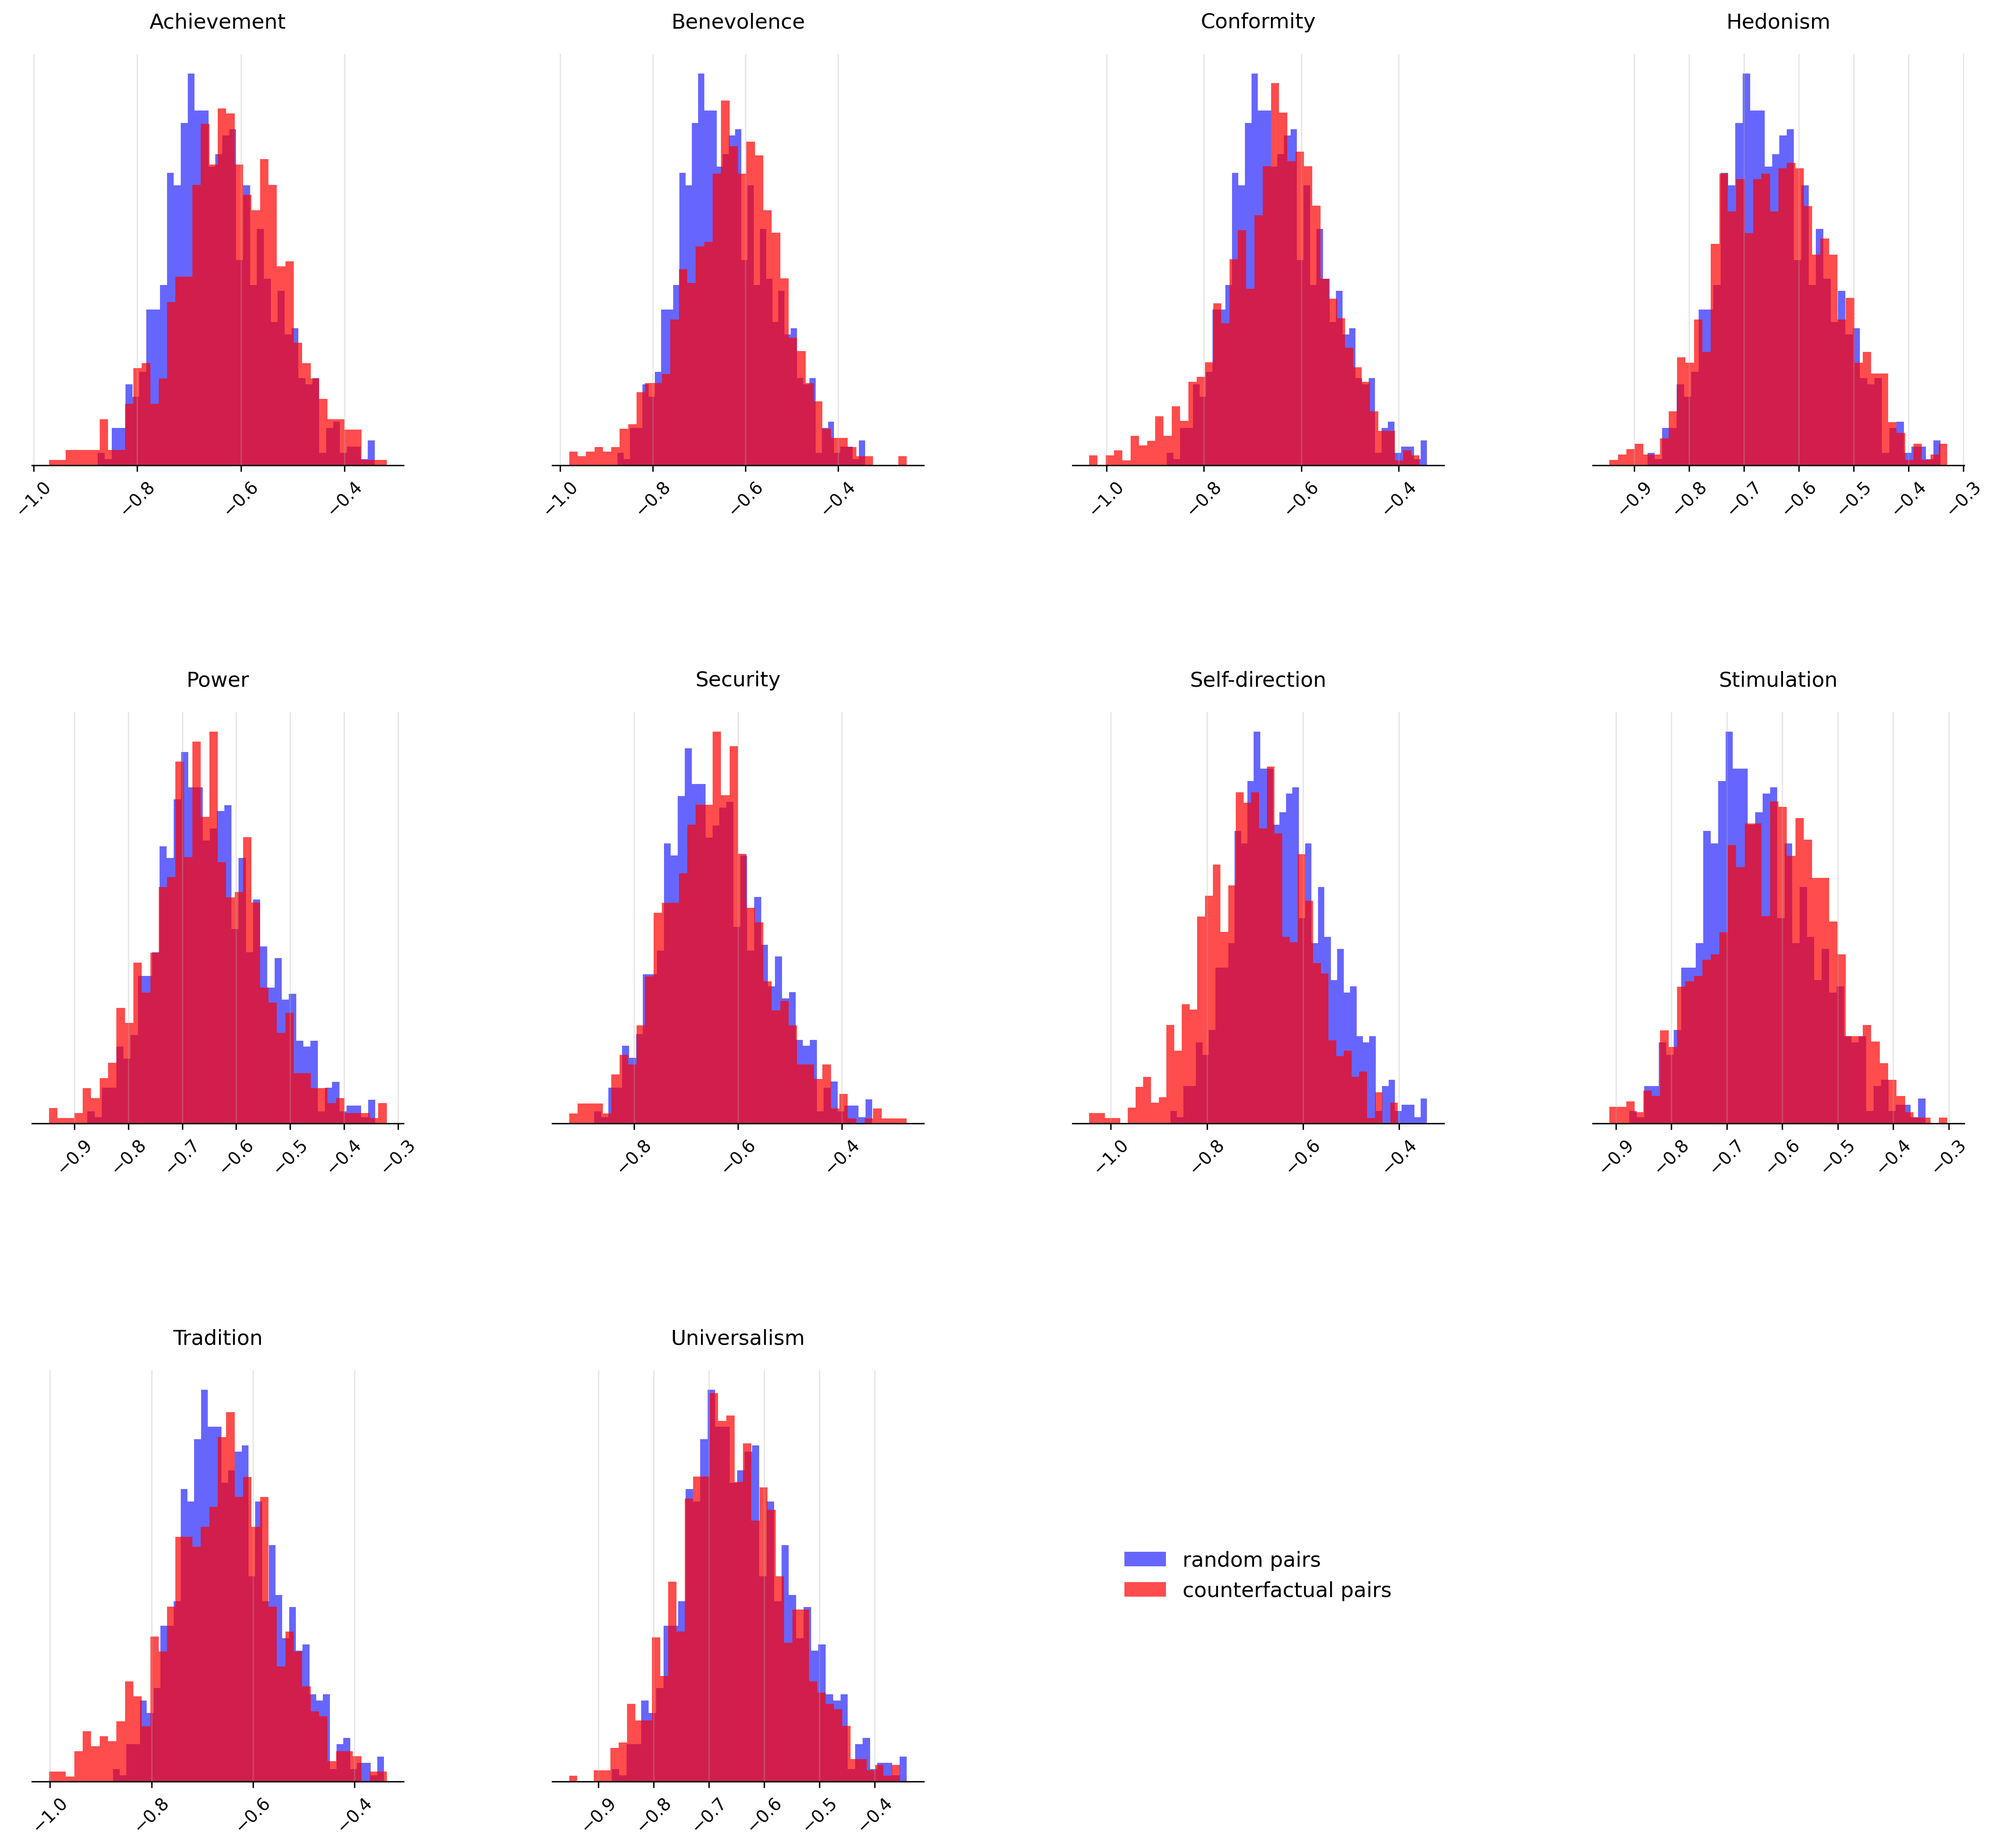 Achievement
Benevolence
Conformity
Hedonism
−1.0 −0.8 −0.6 −0.4
−1.0 −0.8 −0.6 −0.4
−1.0 −0.8 −0.6 −0.4
−0.9 −0.8 −0.7 −0.6 −0.5 −0.4 −0.3
Power
Security
Self-direction
Stimulation
−0.9 −0.8 −0.7 −0.6 −0.5 −0.4 −0.3
−0.8 −0.6 −0.4
−1.0 −0.8 −0.6 −0.4
−0.9 −0.8 −0.7 −0.6 −0.5 −0.4 −0.3
Tradition
Universalism
random pairs
counterfactual pairs
−1.0 −0.8 −0.6 −0.4
−0.9 −0.8 −0.7 −0.6 −0.5 −0.4